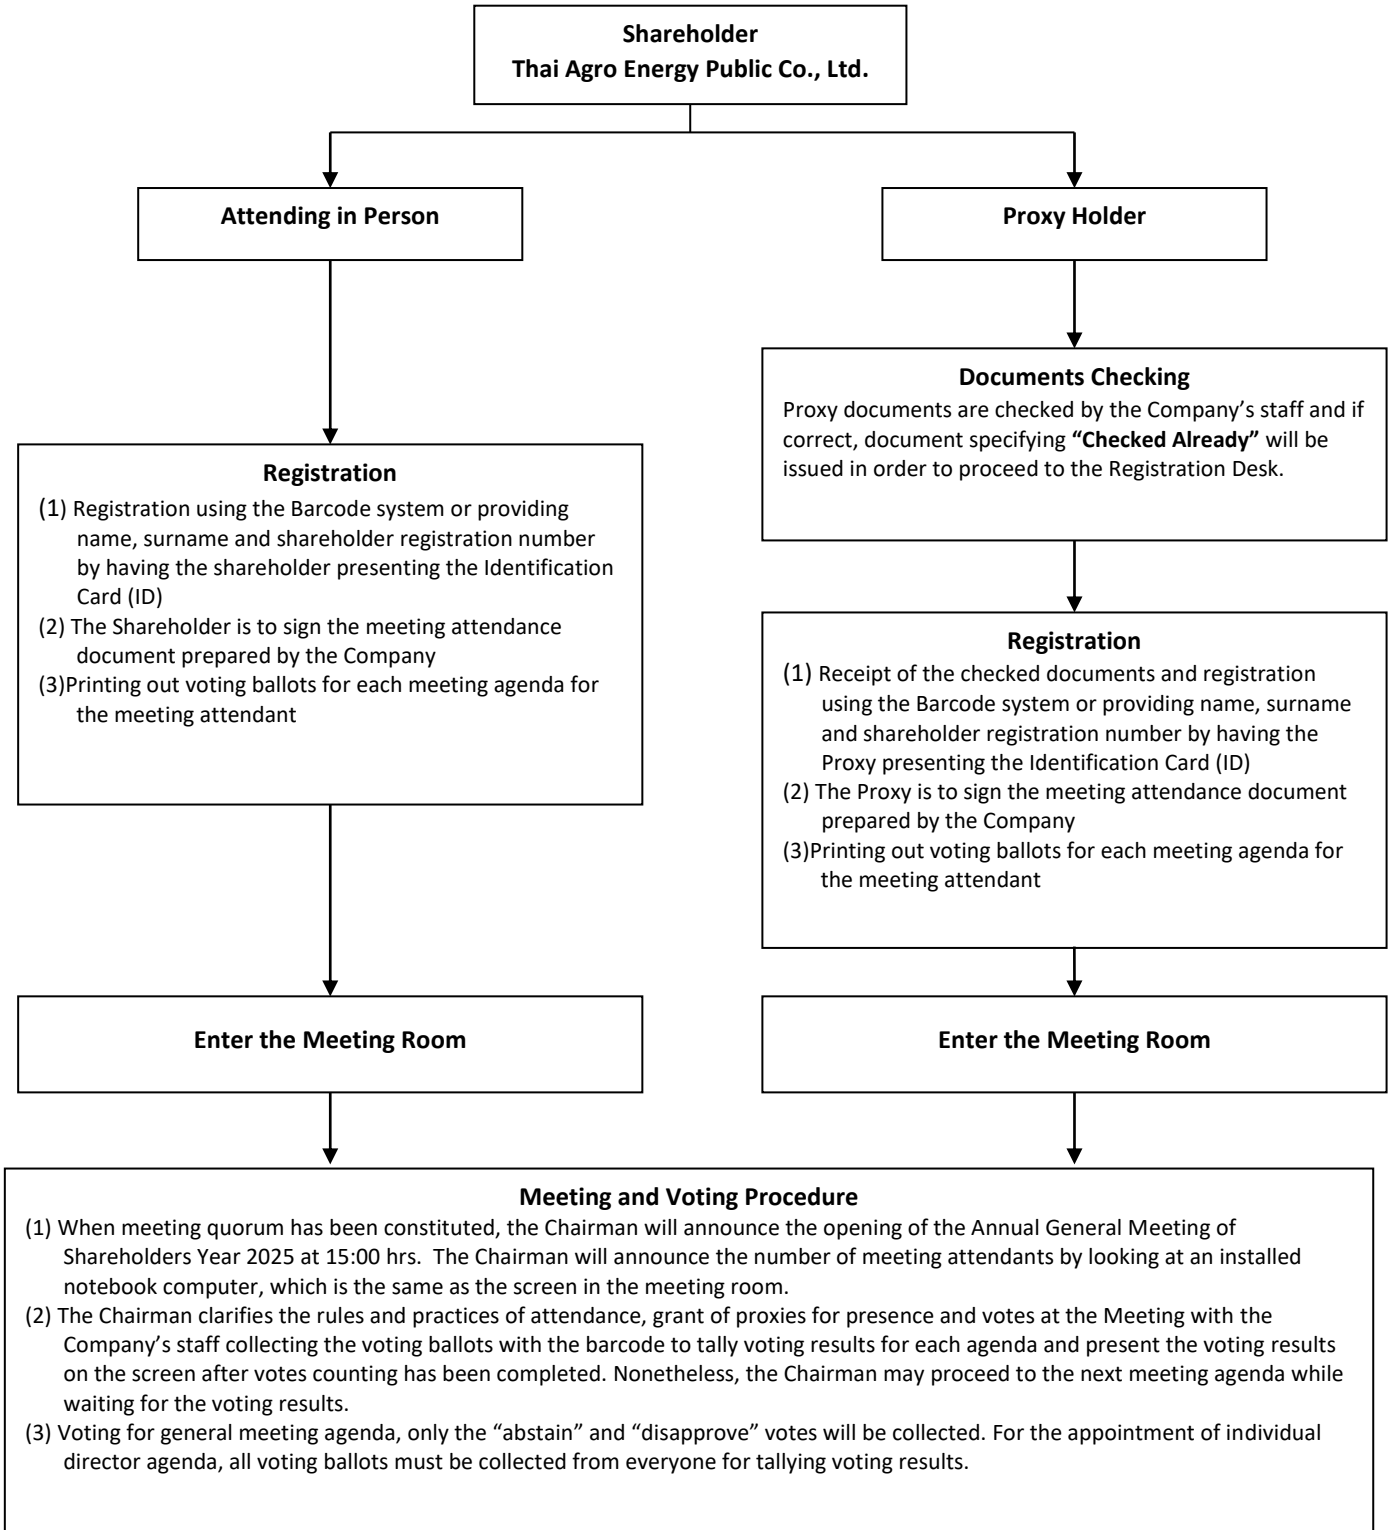 Shareholder
Thai Agro Energy Public Co., Ltd.
Attending in Person
Proxy Holder
Documents Checking
Proxy documents are checked by the Company’s staff and if
correct, document specifying “Checked Already” will be
issued in order to proceed to the Registration Desk.
Registration
(1) Registration using the Barcode system or providing
name, surname and shareholder registration number
by having the shareholder presenting the Identification
Card (ID)
(2) The Shareholder is to sign the meeting attendance
document prepared by the Company
(3)Printing out voting ballots for each meeting agenda for
the meeting attendant
Registration
(1) Receipt of the checked documents and registration
using the Barcode system or providing name, surname
and shareholder registration number by having the
Proxy presenting the Identification Card (ID)
(2) The Proxy is to sign the meeting attendance document
prepared by the Company
(3)Printing out voting ballots for each meeting agenda for
the meeting attendant
Enter the Meeting Room
Enter the Meeting Room
Meeting and Voting Procedure
(1) When meeting quorum has been constituted, the Chairman will announce the opening of the Annual General Meeting of
Shareholders Year 2025 at 15:00 hrs.  The Chairman will announce the number of meeting attendants by looking at an installed
notebook computer, which is the same as the screen in the meeting room.
(2) The Chairman clarifies the rules and practices of attendance, grant of proxies for presence and votes at the Meeting with the
Company’s staff collecting the voting ballots with the barcode to tally voting results for each agenda and present the voting results
on the screen after votes counting has been completed. Nonetheless, the Chairman may proceed to the next meeting agenda while
waiting for the voting results.
(3) Voting for general meeting agenda, only the “abstain” and “disapprove” votes will be collected. For the appointment of individual
director agenda, all voting ballots must be collected from everyone for tallying voting results.